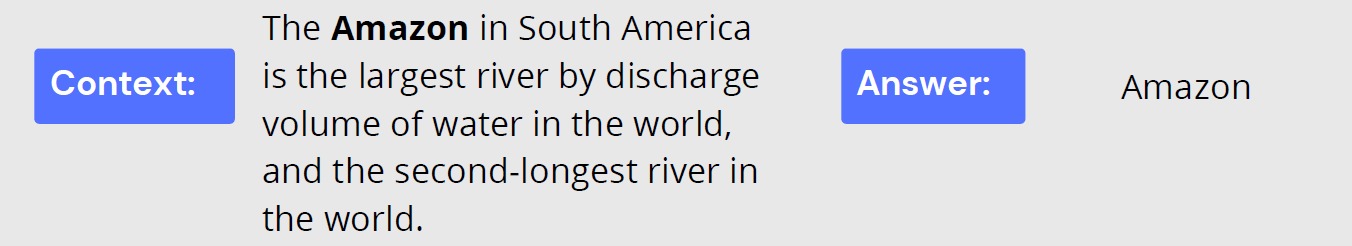 Context:
The Amazon in South America
is the largest river by discharge
volume of water in the world,
and the second-longest river in
the world.
Answer:
Amazon